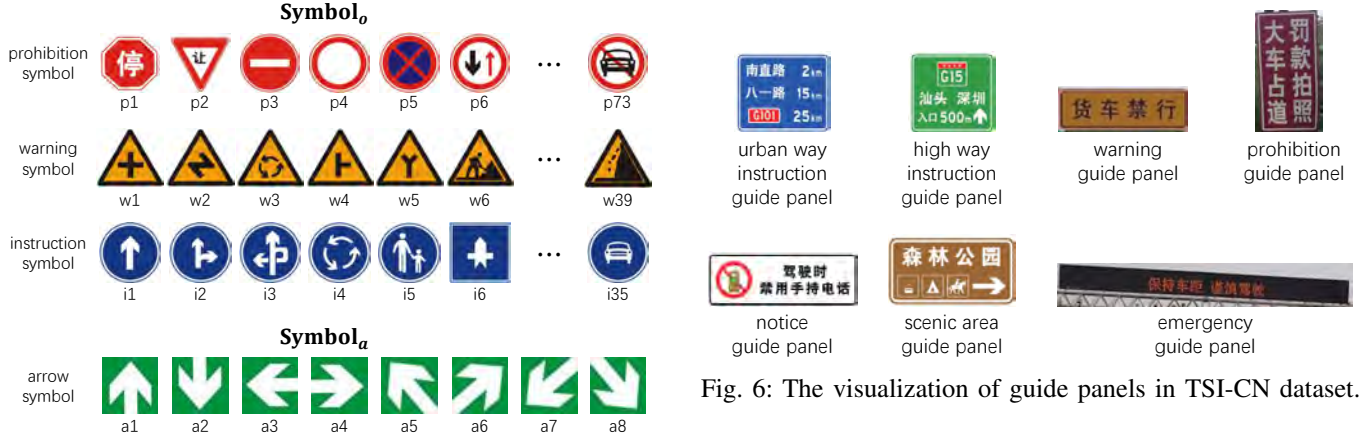 Symbolₒ
prohibition
symbol
停
让
p1 p2 p3 p4 p5 p6 ... p73
warning
symbol
w1 w2 w3 w4 w5 w6 ... w39
instruction
symbol
i1 i2 i3 i4 i5 i6 ... i35
Symbolₐ
arrow
symbol
a1 a2 a3 a4 a5 a6 a7 a8
南直路 2km
八一路 15km
G101 25km
urban way
instruction
guide panel
G15
汕头 深圳
入口500m
high way
instruction
guide panel
货车禁行
warning
guide panel
罚款拍照
大车占道
prohibition
guide panel
驾驶时
禁用手持电话
notice
guide panel
森林公园
scenic area
guide panel
保持车距 谨慎驾驶
emergency
guide panel
Fig. 6: The visualization of guide panels in TSI-CN dataset.